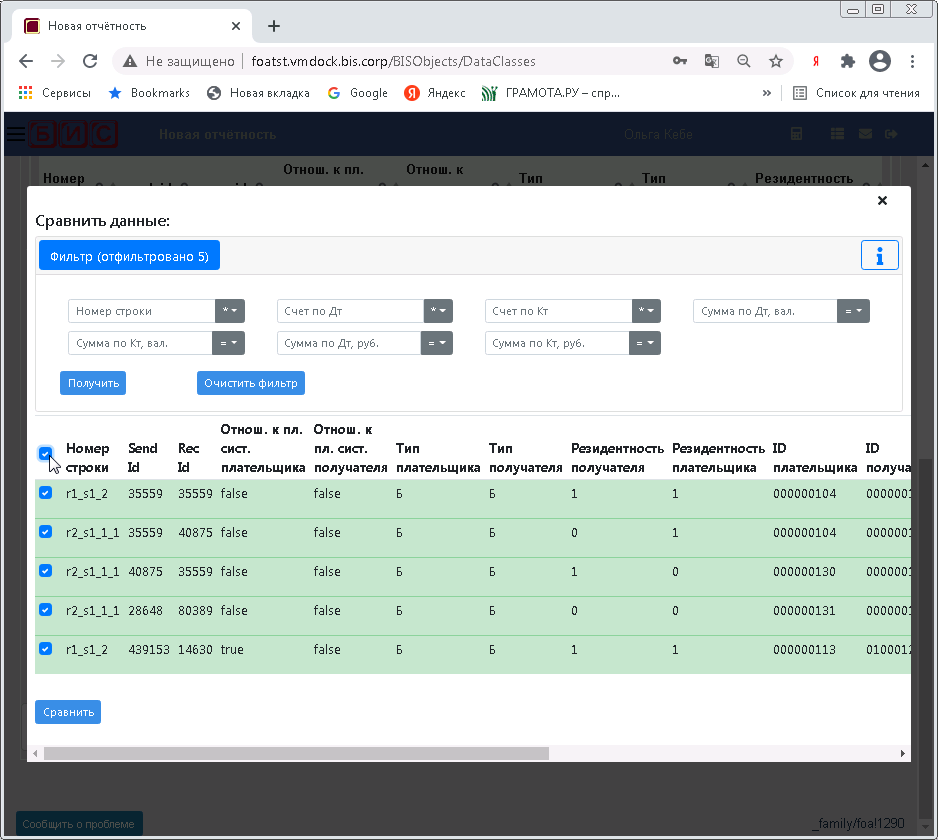 Новая отчётность
Не защищено foatst.vmdock.bis.corp/BISObjects/DataClasses
Сервисы Bookmarks Новая вкладка Google Яндекс ГРАМОТА.РУ – спр... » Список для чтения
БИС Новая отчетность Ольга Кебе
Отнош. к пл. Отнош. к
Номер Тип Тип Резидентность
Сравнить данные:
Фильтр (отфильтровано 5)
Номер строки * Счет по Дт * Счет по Кт * Сумма по Дт, вал. =
Сумма по Кт, вал. = Сумма по Дт, руб. = Сумма по Кт, руб. =
Получить Очистить фильтр
Отнош. к пл. Отнош. к
Номер Send Rec сист. пл. сист. Тип Тип Резидентность Резидентность ID ID
строки Id Id плательщика получателя плательщика получателя получателя плательщика плательщика получа
r1_s1_2 35559 35559 false false Б Б 1 1 000000104 0000001
r2_s1_1_1 35559 40875 false false Б Б 0 1 000000104 0000001
r2_s1_1_1 40875 35559 false false Б Б 1 0 000000130 0000001
r2_s1_1_1 28648 80389 false false Б Б 0 0 000000131 0000001
r1_s1_2 439153 14630 true false Б Б 1 1 000000113 0100012
Сравнить
Сообщить о проблеме _family/foal1290